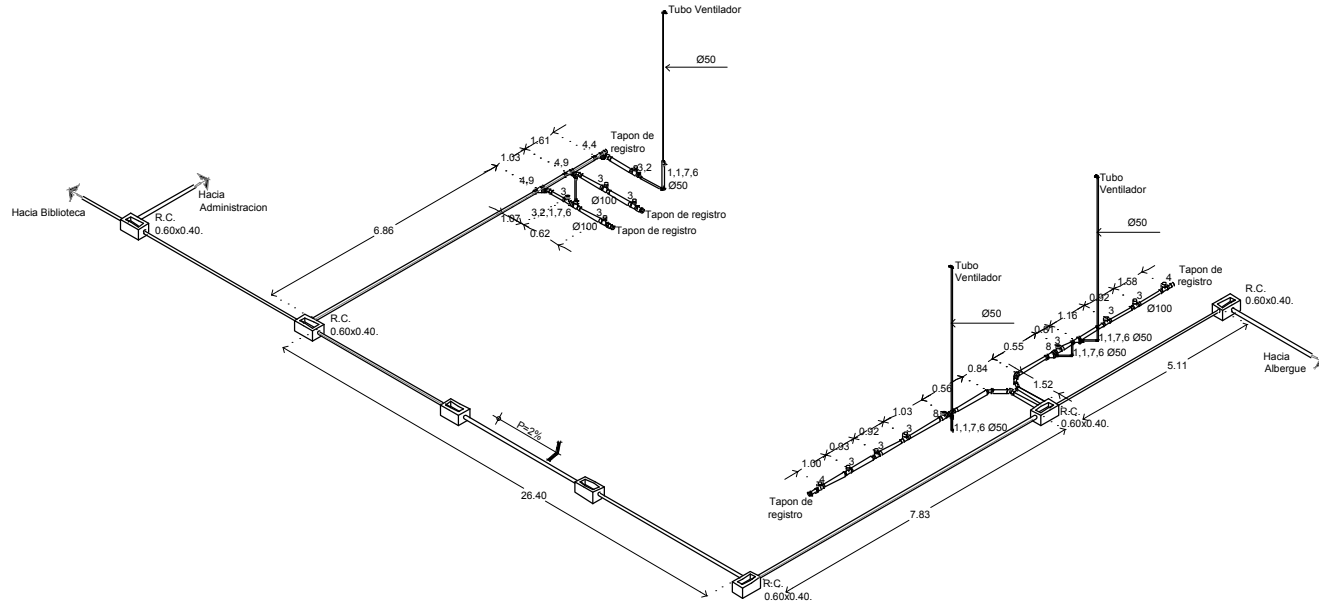 Tubo Ventilador
Ø50
Tapon de
registro
1.61
4,4
1.03
4,9
3,2
1,1,7,6
Ø50
4,9
3
3
3
Ø100
Tapon de registro
3,2,1,7,6
3
Ø100
Tapon de registro
1.07
0.62
6.86
Hacia
Administracion
Hacia Biblioteca
R.C.
0.60x0.40.
R.C.
0.60x0.40.
P=2%
26.40
R.C.
0.60x0.40.
Tubo
Ventilador
Ø50
Tubo
Ventilador
Ø50
Tapon de
registro
1.58
4
0.92
3
Ø100
1.16
3
0.51
1,1,7,6 Ø50
3
8
1,1,7,6 Ø50
0.55
0.84
1.52
0.56
8
1,1,7,6 Ø50
1.03
3
0.92
3
0.93
3
1.00
4
Tapon de
registro
R.C.
0.60x0.40.
R.C.
0.60x0.40.
Hacia
Albergue
5.11
7.83